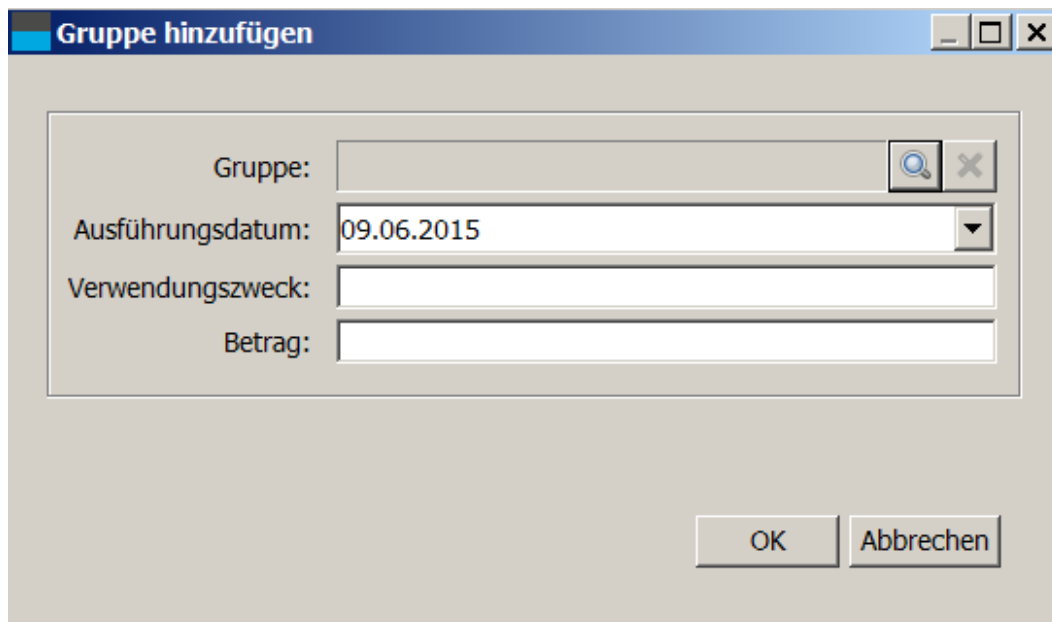 Gruppe hinzufügen
Gruppe:
Ausführungsdatum: 09.06.2015
Verwendungszweck:
Betrag:
OK Abbrechen